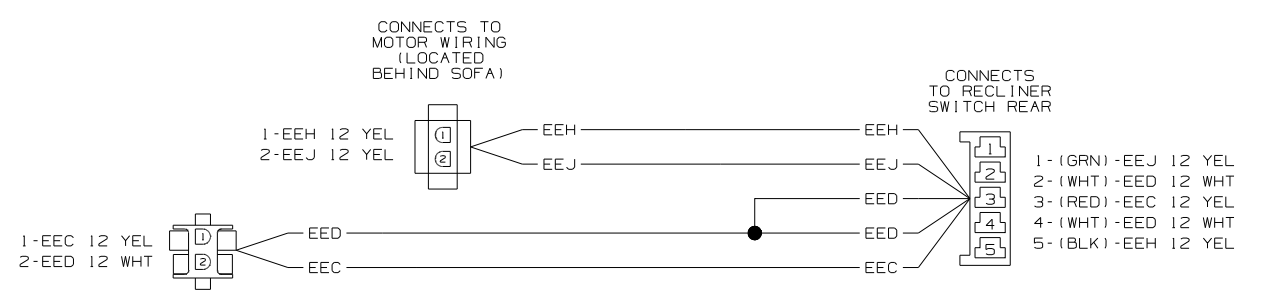 CONNECTS TO
MOTOR WIRING
(LOCATED
BEHIND SOFA)
CONNECTS
TO RECLINER
SWITCH REAR
1-EEH 12 YEL
2-EEJ 12 YEL
1
2
EEH
EEH
EEJ
EEJ
EED
EED
EED
EEC
EEC
1
2
3
4
5
1-(GRN)-EEJ 12 YEL
2-(WHT)-EED 12 WHT
3-(RED)-EEC 12 YEL
4-(WHT)-EED 12 WHT
5-(BLK)-EEH 12 YEL
1-EEC 12 YEL
2-EED 12 WHT
1
2